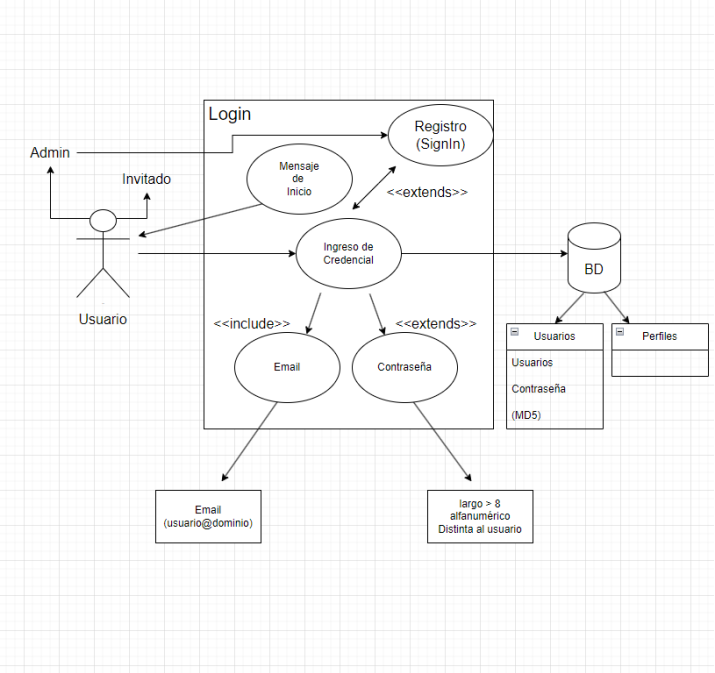 Login
Registro
(SignIn)
Admin
Mensaje
de
Inicio
Invitado
<<extends>>
Ingreso de
Credencial
BD
Usuario
<<include>>
<<extends>>
Usuarios
Perfiles
Usuarios
Contraseña
(MD5)
Email
Contraseña
Email
(usuario@dominio)
largo > 8
alfanumérico
Distinta al usuario